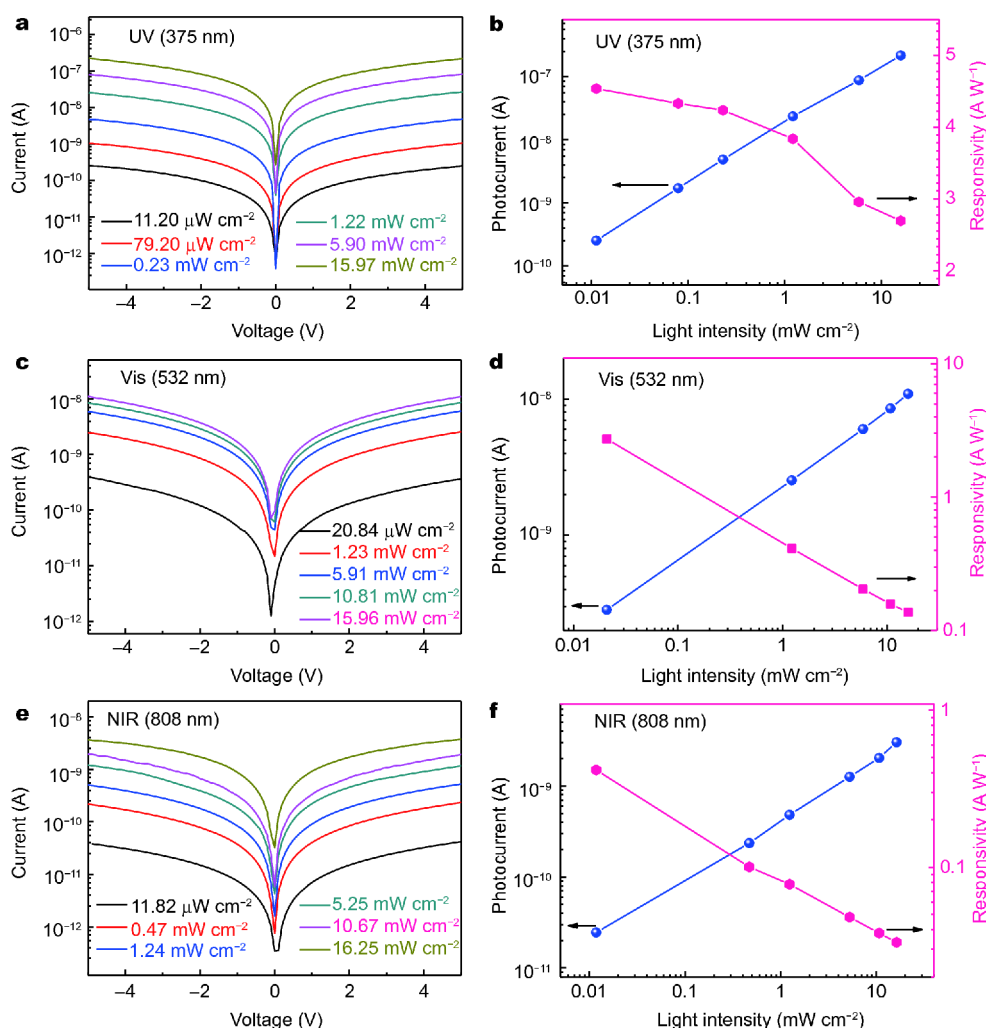 a
UV (375 nm)
10⁻⁶
10⁻⁷
10⁻⁸
10⁻⁹
10⁻¹⁰
10⁻¹¹
10⁻¹²
Current (A)
11.20 μW cm⁻²
79.20 μW cm⁻²
0.23 mW cm⁻²
1.22 mW cm⁻²
5.90 mW cm⁻²
15.97 mW cm⁻²
−4 −2 0 2 4
Voltage (V)
b
UV (375 nm)
10⁻⁷
10⁻⁸
10⁻⁹
10⁻¹⁰
Photocurrent (A)
5
4
3
2
Responsivity (A W⁻¹)
0.01 0.1 1 10
Light intensity (mW cm⁻²)
c
Vis (532 nm)
10⁻⁸
10⁻⁹
10⁻¹⁰
10⁻¹¹
10⁻¹²
Current (A)
20.84 μW cm⁻²
1.23 mW cm⁻²
5.91 mW cm⁻²
10.81 mW cm⁻²
15.96 mW cm⁻²
−4 −2 0 2 4
Voltage (V)
d
Vis (532 nm)
10⁻⁸
10⁻⁹
Photocurrent (A)
10
1
0.1
Responsivity (A W⁻¹)
0.01 0.1 1 10
Light intensity (mW cm⁻²)
e
NIR (808 nm)
10⁻⁸
10⁻⁹
10⁻¹⁰
10⁻¹¹
10⁻¹²
Current (A)
11.82 μW cm⁻²
0.47 mW cm⁻²
1.24 mW cm⁻²
5.25 mW cm⁻²
10.67 mW cm⁻²
16.25 mW cm⁻²
−4 −2 0 2 4
Voltage (V)
f
NIR (808 nm)
10⁻⁹
10⁻¹⁰
10⁻¹¹
Photocurrent (A)
1
0.1
Responsivity (A W⁻¹)
0.01 0.1 1 10
Light intensity (mW cm⁻²)